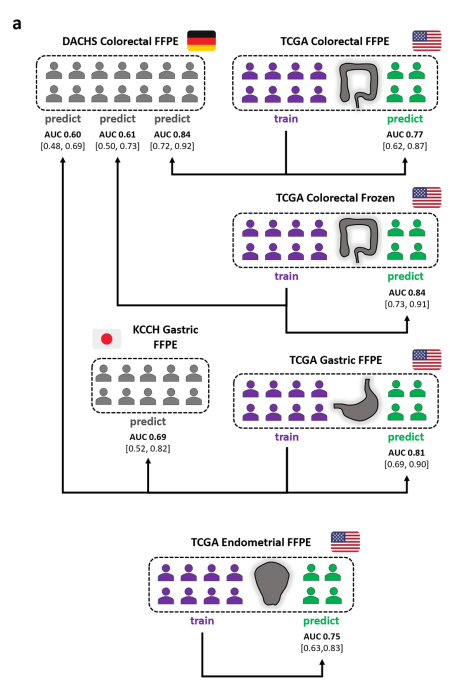 a
DACHS Colorectal FFPE
TCGA Colorectal FFPE
predict predict predict
AUC 0.60 AUC 0.61 AUC 0.84
[0.48, 0.69] [0.50, 0.73] [0.72, 0.92]
train
predict
AUC 0.77
[0.62, 0.87]
TCGA Colorectal Frozen
train
predict
AUC 0.84
[0.73, 0.91]
KCCH Gastric
FFPE
predict
AUC 0.69
[0.52, 0.82]
TCGA Gastric FFPE
train
predict
AUC 0.81
[0.69, 0.90]
TCGA Endometrial FFPE
train
predict
AUC 0.75
[0.63,0.83]